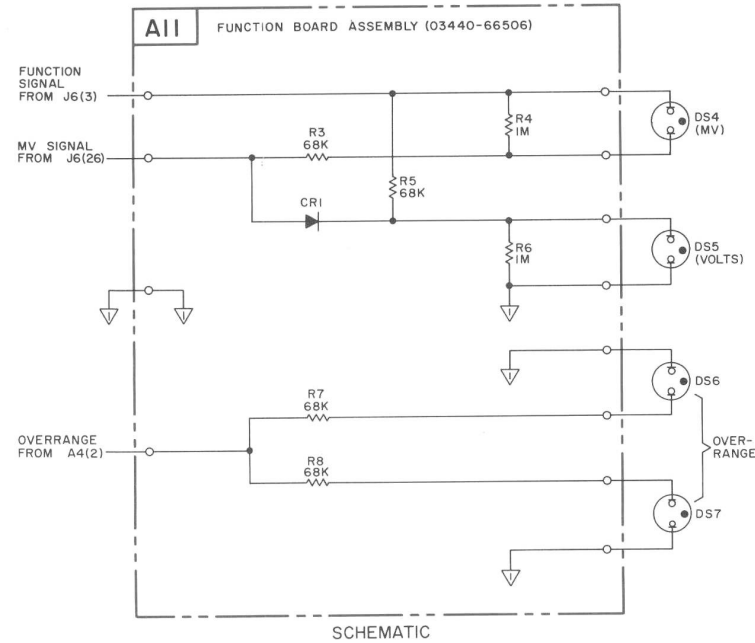 A11 FUNCTION BOARD ASSEMBLY (03440-66506)
FUNCTION
SIGNAL
FROM J6(3)
R4
1M
DS4
(MV)
MV SIGNAL
FROM J6(26)
R3
68K
R5
68K
CR1
R6
1M
DS5
(VOLTS)
DS6
R7
68K
OVERRANGE
FROM A4(2)
OVER-
RANGE
R8
68K
DS7
SCHEMATIC